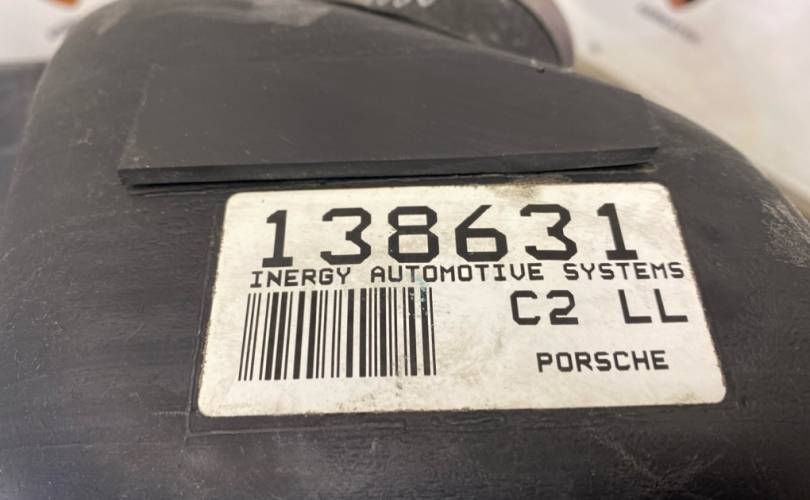 138631
INERGY AUTOMOTIVE SYSTEMS
C2 LL
PORSCHE